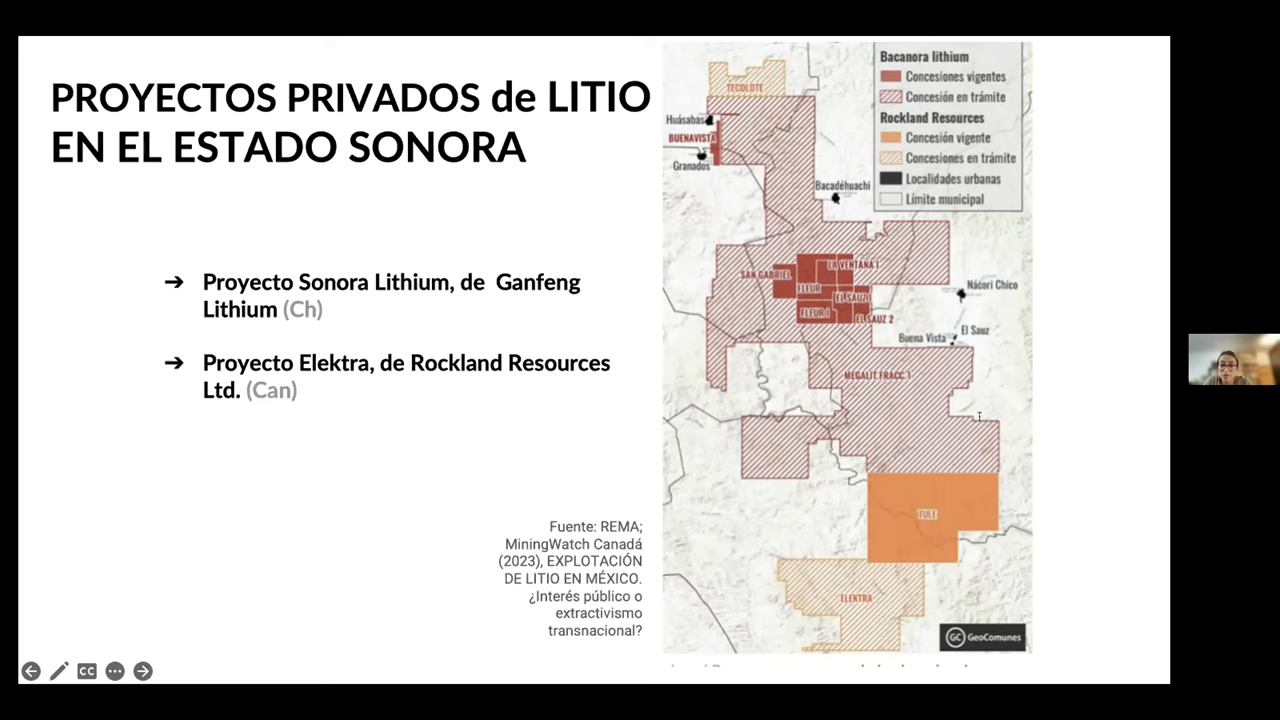 PROYECTOS PRIVADOS de LITIO
EN EL ESTADO SONORA
➔ Proyecto Sonora Lithium, de Ganfeng
Lithium (Ch)
➔ Proyecto Elektra, de Rockland Resources
Ltd. (Can)
Fuente: REMA;
MiningWatch Canadá
(2023), EXPLOTACIÓN
DE LITIO EN MÉXICO.
¿Interés público o
extractivismo
transnacional?
Bacanora lithium
Concesiones vigentes
Concesión en trámite
Rockland Resources
Concesión vigente
Concesiones en trámite
Localidades urbanas
Límite municipal
TECOLOTE
Huásabas
BUENAVISTA
Granados
Bacadéhuachi
SAN GABRIEL
LA VENTANA 1
FLEUR
EL SAUZ
FLEUR 1
EL SAUZ 2
Nácori Chico
Buena Vista
El Sauz
MEGALIT FRACC. 1
TULE
ELEKTRA
GC GeoComunes
CC